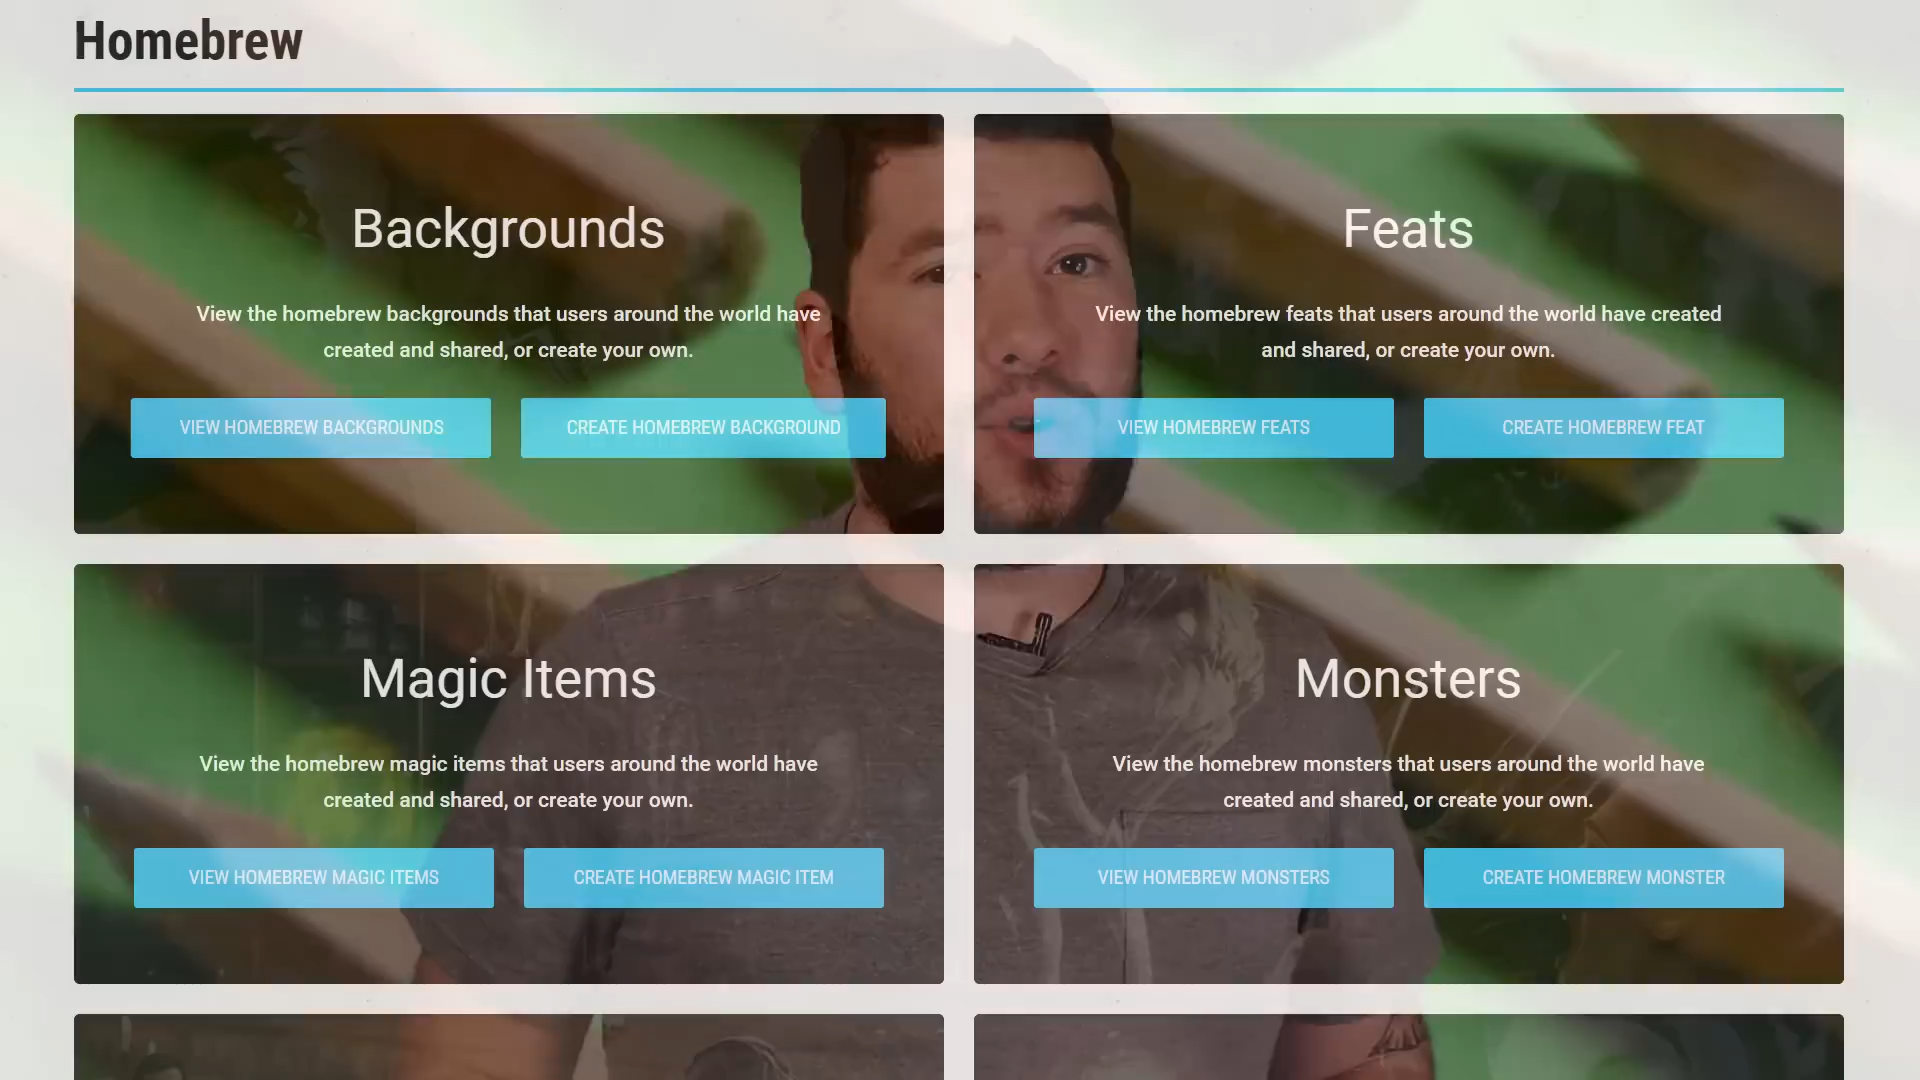 Homebrew
Backgrounds
View the homebrew backgrounds that users around the world have
created and shared, or create your own.
VIEW HOMEBREW BACKGROUNDS
CREATE HOMEBREW BACKGROUND
Feats
View the homebrew feats that users around the world have created
and shared, or create your own.
VIEW HOMEBREW FEATS
CREATE HOMEBREW FEAT
Magic Items
View the homebrew magic items that users around the world have
created and shared, or create your own.
VIEW HOMEBREW MAGIC ITEMS
CREATE HOMEBREW MAGIC ITEM
Monsters
View the homebrew monsters that users around the world have
created and shared, or create your own.
VIEW HOMEBREW MONSTERS
CREATE HOMEBREW MONSTER